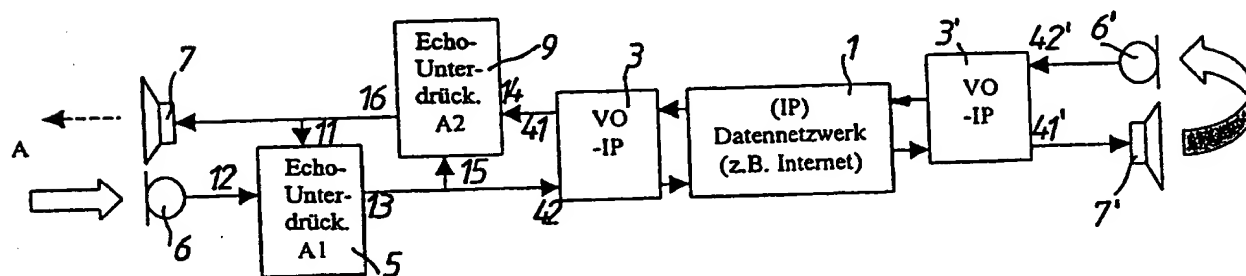 Echo-
Unter-
drück.
A2
9
3
1
3'
42'
6'
7
16
14
41
VO
-IP
(IP)
Datennetzwerk
(z.B. Internet)
VO
-IP
41'
A
11
12
Echo-
Unter-
drück.
A1
13
15
42
7'
6
5